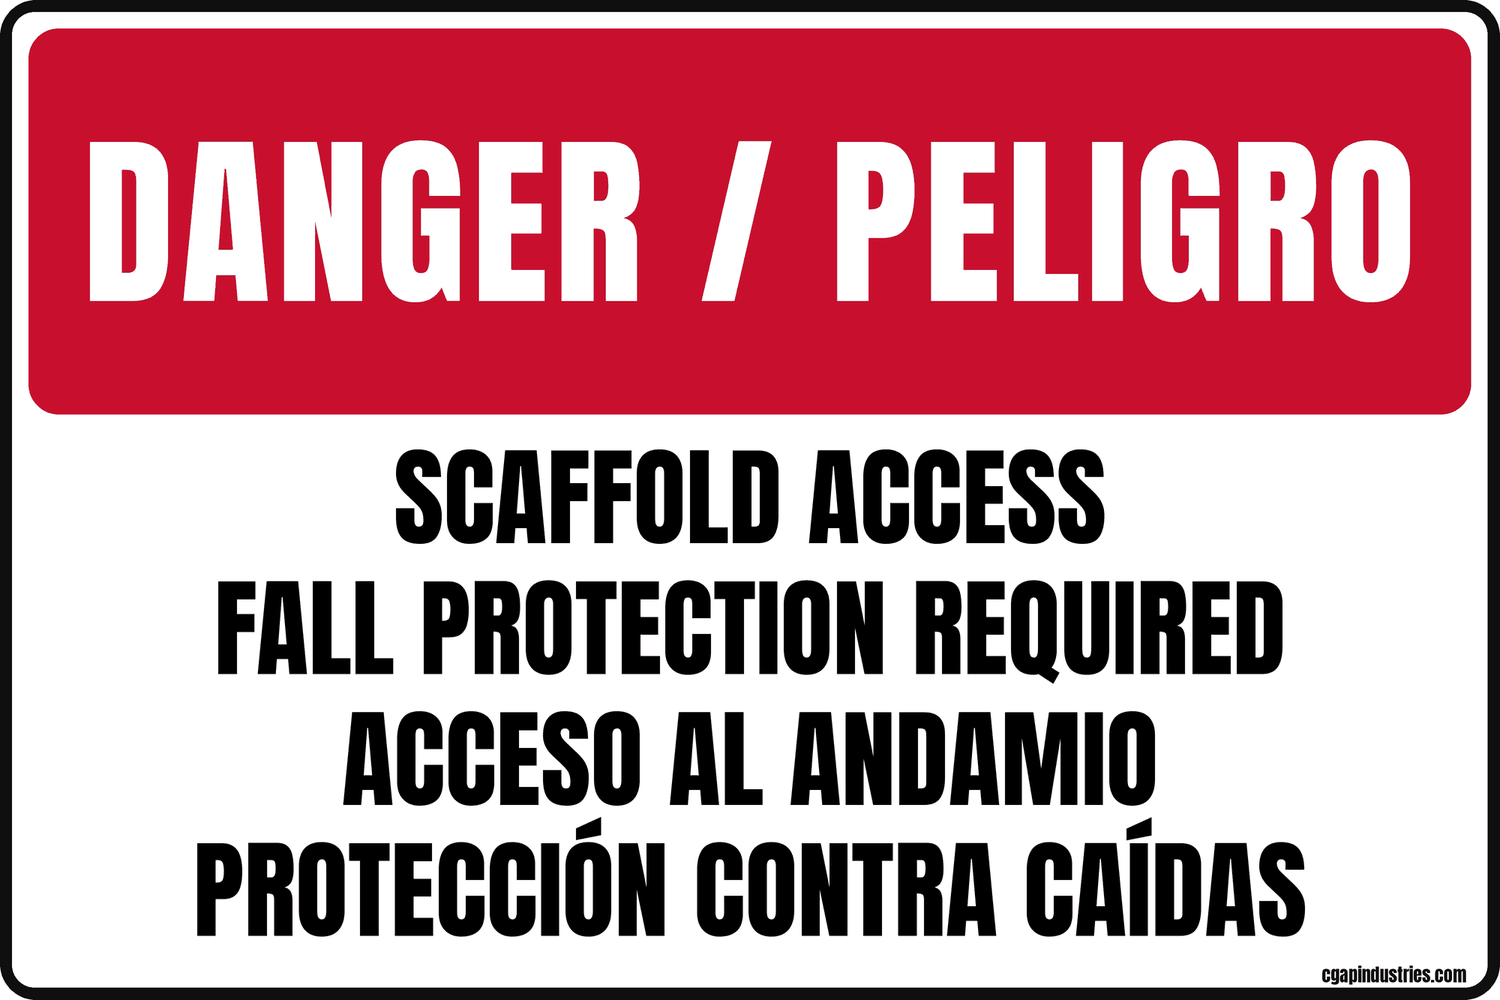 DANGER / PELIGRO
SCAFFOLD ACCESS
FALL PROTECTION REQUIRED
ACCESO AL ANDAMIO
PROTECCIÓN CONTRA CAÍDAS
cgapindustries.com